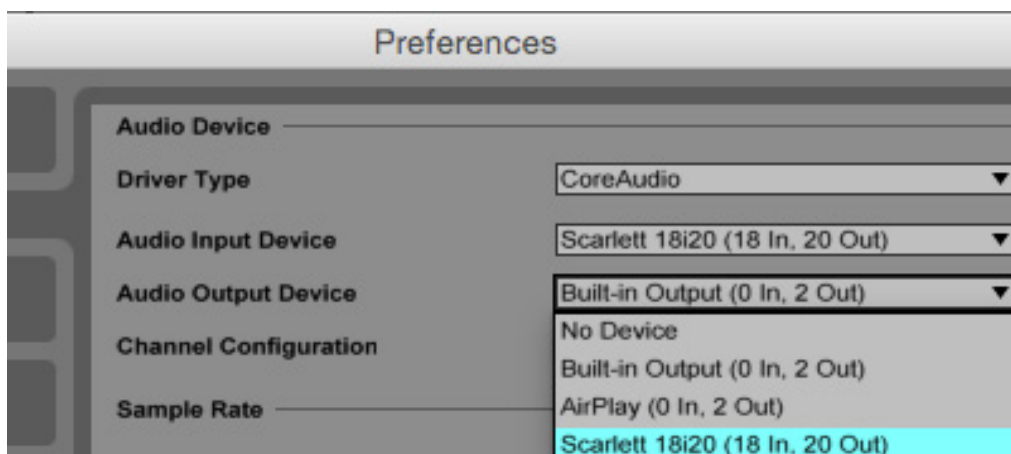 Preferences
Audio Device
Driver Type
CoreAudio
Audio Input Device
Scarlett 18i20 (18 In, 20 Out)
Audio Output Device
Built-in Output (0 In, 2 Out)
No Device
Channel Configuration
Built-in Output (0 In, 2 Out)
AirPlay (0 In, 2 Out)
Sample Rate
Scarlett 18i20 (18 In, 20 Out)